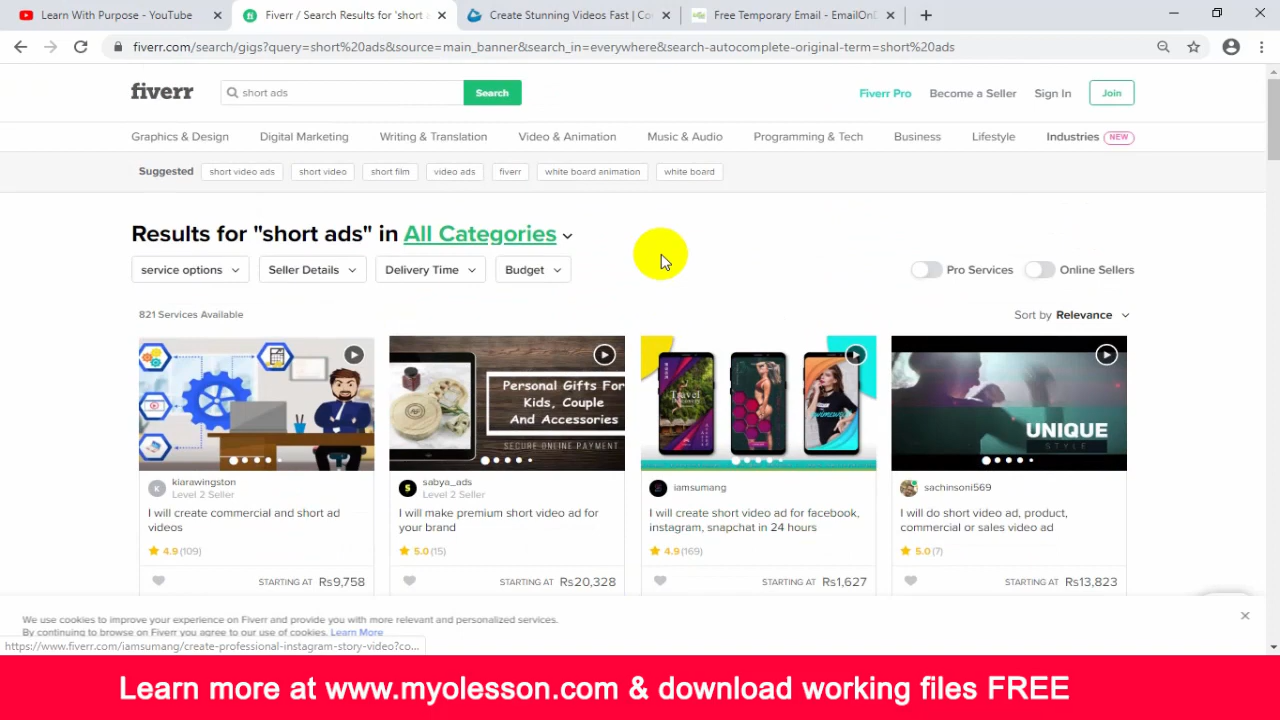 Learn With Purpose - YouTube
Fiverr / Search Results for 'short a
Create Stunning Videos Fast | Co
Free Temporary Email - EmailOnD
fiverr.com/search/gigs?query=short%20ads&source=main_banner&search_in=everywhere&search-autocomplete-original-term=short%20ads
fiverr
short ads
Search
Fiverr Pro
Become a Seller
Sign In
Join
Graphics & Design
Digital Marketing
Writing & Translation
Video & Animation
Music & Audio
Programming & Tech
Business
Lifestyle
Industries NEW
Suggested
short video ads
short video
short film
video ads
fiverr
white board animation
white board
Results for "short ads" in All Categories
service options
Seller Details
Delivery Time
Budget
Pro Services
Online Sellers
821 Services Available
Sort by Relevance
Personal Gifts For
Kids, Couple
And Accessories
SECURE ONLINE PAYMENT
Travel
UNIQUE
STYLE
K
kiarawingston
Level 2 Seller
I will create commercial and short ad
videos
4.9 (109)
STARTING AT Rs9,758
S
sabya_ads
Level 2 Seller
I will make premium short video ad for
your brand
5.0 (15)
STARTING AT Rs20,328
iamsumang
I will create short video ad for facebook,
instagram, snapchat in 24 hours
4.9 (169)
STARTING AT Rs1,627
sachinsoni569
I will do short video ad, product,
commercial or sales video ad
5.0 (7)
STARTING AT Rs13,823
We use cookies to improve your experience on Fiverr and provide you with more relevant and personalized services.
By continuing to browse on Fiverr you agree to our use of cookies. Learn More
https://www.fiverr.com/iamsumang/create-professional-instagram-story-video?co...
Learn more at www.myolesson.com & download working files FREE